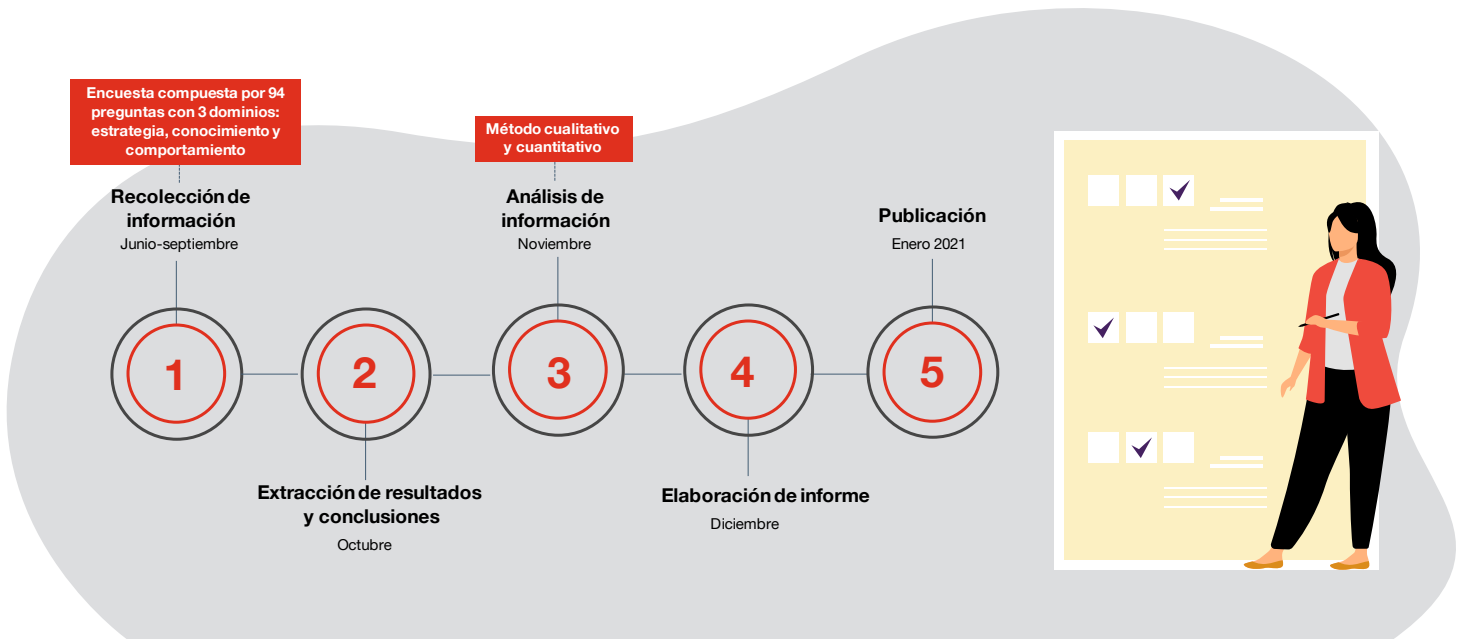 Encuesta compuesta por 94
preguntas con 3 dominios:
estrategia, conocimiento y
comportamiento
Recolección de
información
Junio-septiembre
1
2
Extracción de resultados
y conclusiones
Octubre
Método cualitativo
y cuantitativo
Análisis de
información
Noviembre
3
4
Elaboración de informe
Diciembre
Publicación
Enero 2021
5